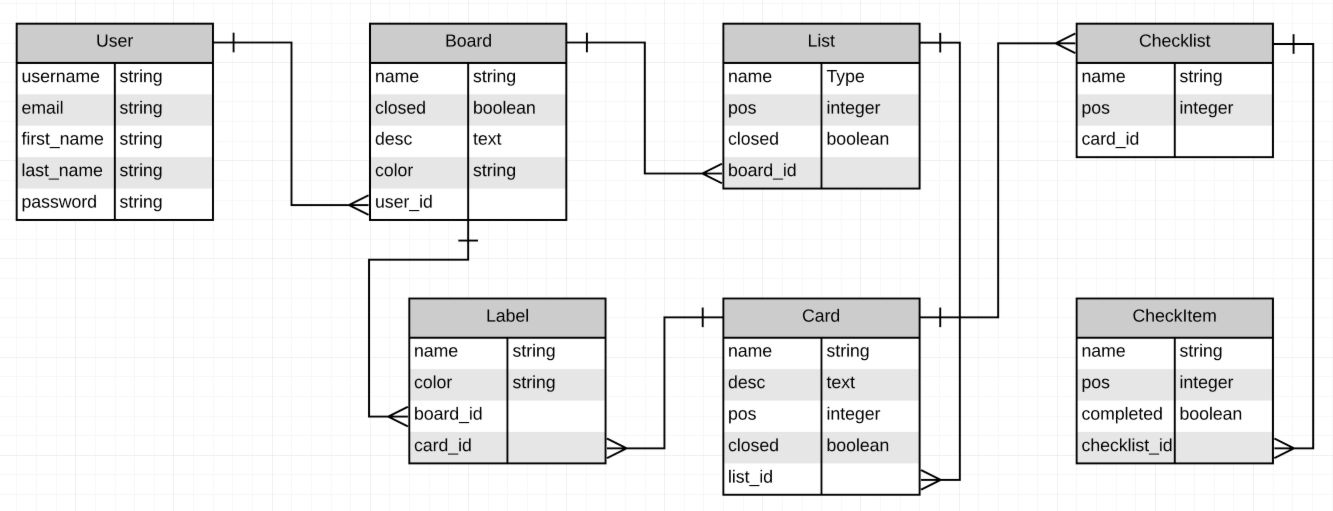 User
username string
email string
first_name string
last_name string
password string
Board
name string
closed boolean
desc text
color string
user_id
List
name Type
pos integer
closed boolean
board_id
Checklist
name string
pos integer
card_id
Label
name string
color string
board_id
card_id
Card
name string
desc text
pos integer
closed boolean
list_id
CheckItem
name string
pos integer
completed boolean
checklist_id